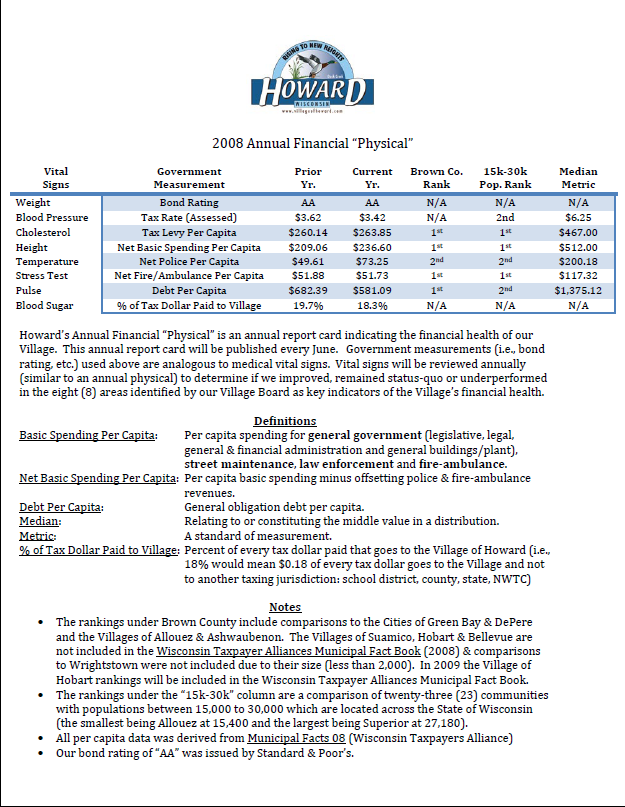 RISING TO NEW HEIGHTS
HOWARD
WISCONSIN
www.villageofhoward.com
2008 Annual Financial “Physical”
Vital Signs Government Measurement Prior Yr. Current Yr. Brown Co. Rank 15k-30k Pop. Rank Median Metric
Weight Bond Rating AA AA N/A N/A N/A
Blood Pressure Tax Rate (Assessed) $3.62 $3.42 N/A 2nd $6.25
Cholesterol Tax Levy Per Capita $260.14 $263.85 1st 1st $467.00
Height Net Basic Spending Per Capita $209.06 $236.60 1st 1st $512.00
Temperature Net Police Per Capita $49.61 $73.25 2nd 2nd $200.18
Stress Test Net Fire/Ambulance Per Capita $51.88 $51.73 1st 1st $117.32
Pulse Debt Per Capita $682.39 $581.09 1st 2nd $1,375.12
Blood Sugar % of Tax Dollar Paid to Village 19.7% 18.3% N/A N/A N/A
Howard’s Annual Financial “Physical” is an annual report card indicating the financial health of our
Village. This annual report card will be published every June. Government measurements (i.e., bond
rating, etc.) used above are analogous to medical vital signs. Vital signs will be reviewed annually
(similar to an annual physical) to determine if we improved, remained status-quo or underperformed
in the eight (8) areas identified by our Village Board as key indicators of the Village’s financial health.
Definitions
Basic Spending Per Capita: Per capita spending for general government (legislative, legal,
general & financial administration and general buildings/plant),
street maintenance, law enforcement and fire-ambulance.
Net Basic Spending Per Capita: Per capita basic spending minus offsetting police & fire-ambulance
revenues.
Debt Per Capita: General obligation debt per capita.
Median: Relating to or constituting the middle value in a distribution.
Metric: A standard of measurement.
% of Tax Dollar Paid to Village: Percent of every tax dollar paid that goes to the Village of Howard (i.e.,
18% would mean $0.18 of every tax dollar goes to the Village and not
to another taxing jurisdiction: school district, county, state, NWTC)
Notes
• The rankings under Brown County include comparisons to the Cities of Green Bay & DePere
and the Villages of Allouez & Ashwaubenon. The Villages of Suamico, Hobart & Bellevue are
not included in the Wisconsin Taxpayer Alliances Municipal Fact Book (2008) & comparisons
to Wrightstown were not included due to their size (less than 2,000). In 2009 the Village of
Hobart rankings will be included in the Wisconsin Taxpayer Alliances Municipal Fact Book.
• The rankings under the “15k-30k” column are a comparison of twenty-three (23) communities
with populations between 15,000 to 30,000 which are located across the State of Wisconsin
(the smallest being Allouez at 15,400 and the largest being Superior at 27,180).
• All per capita data was derived from Municipal Facts 08 (Wisconsin Taxpayers Alliance)
• Our bond rating of “AA” was issued by Standard & Poor’s.